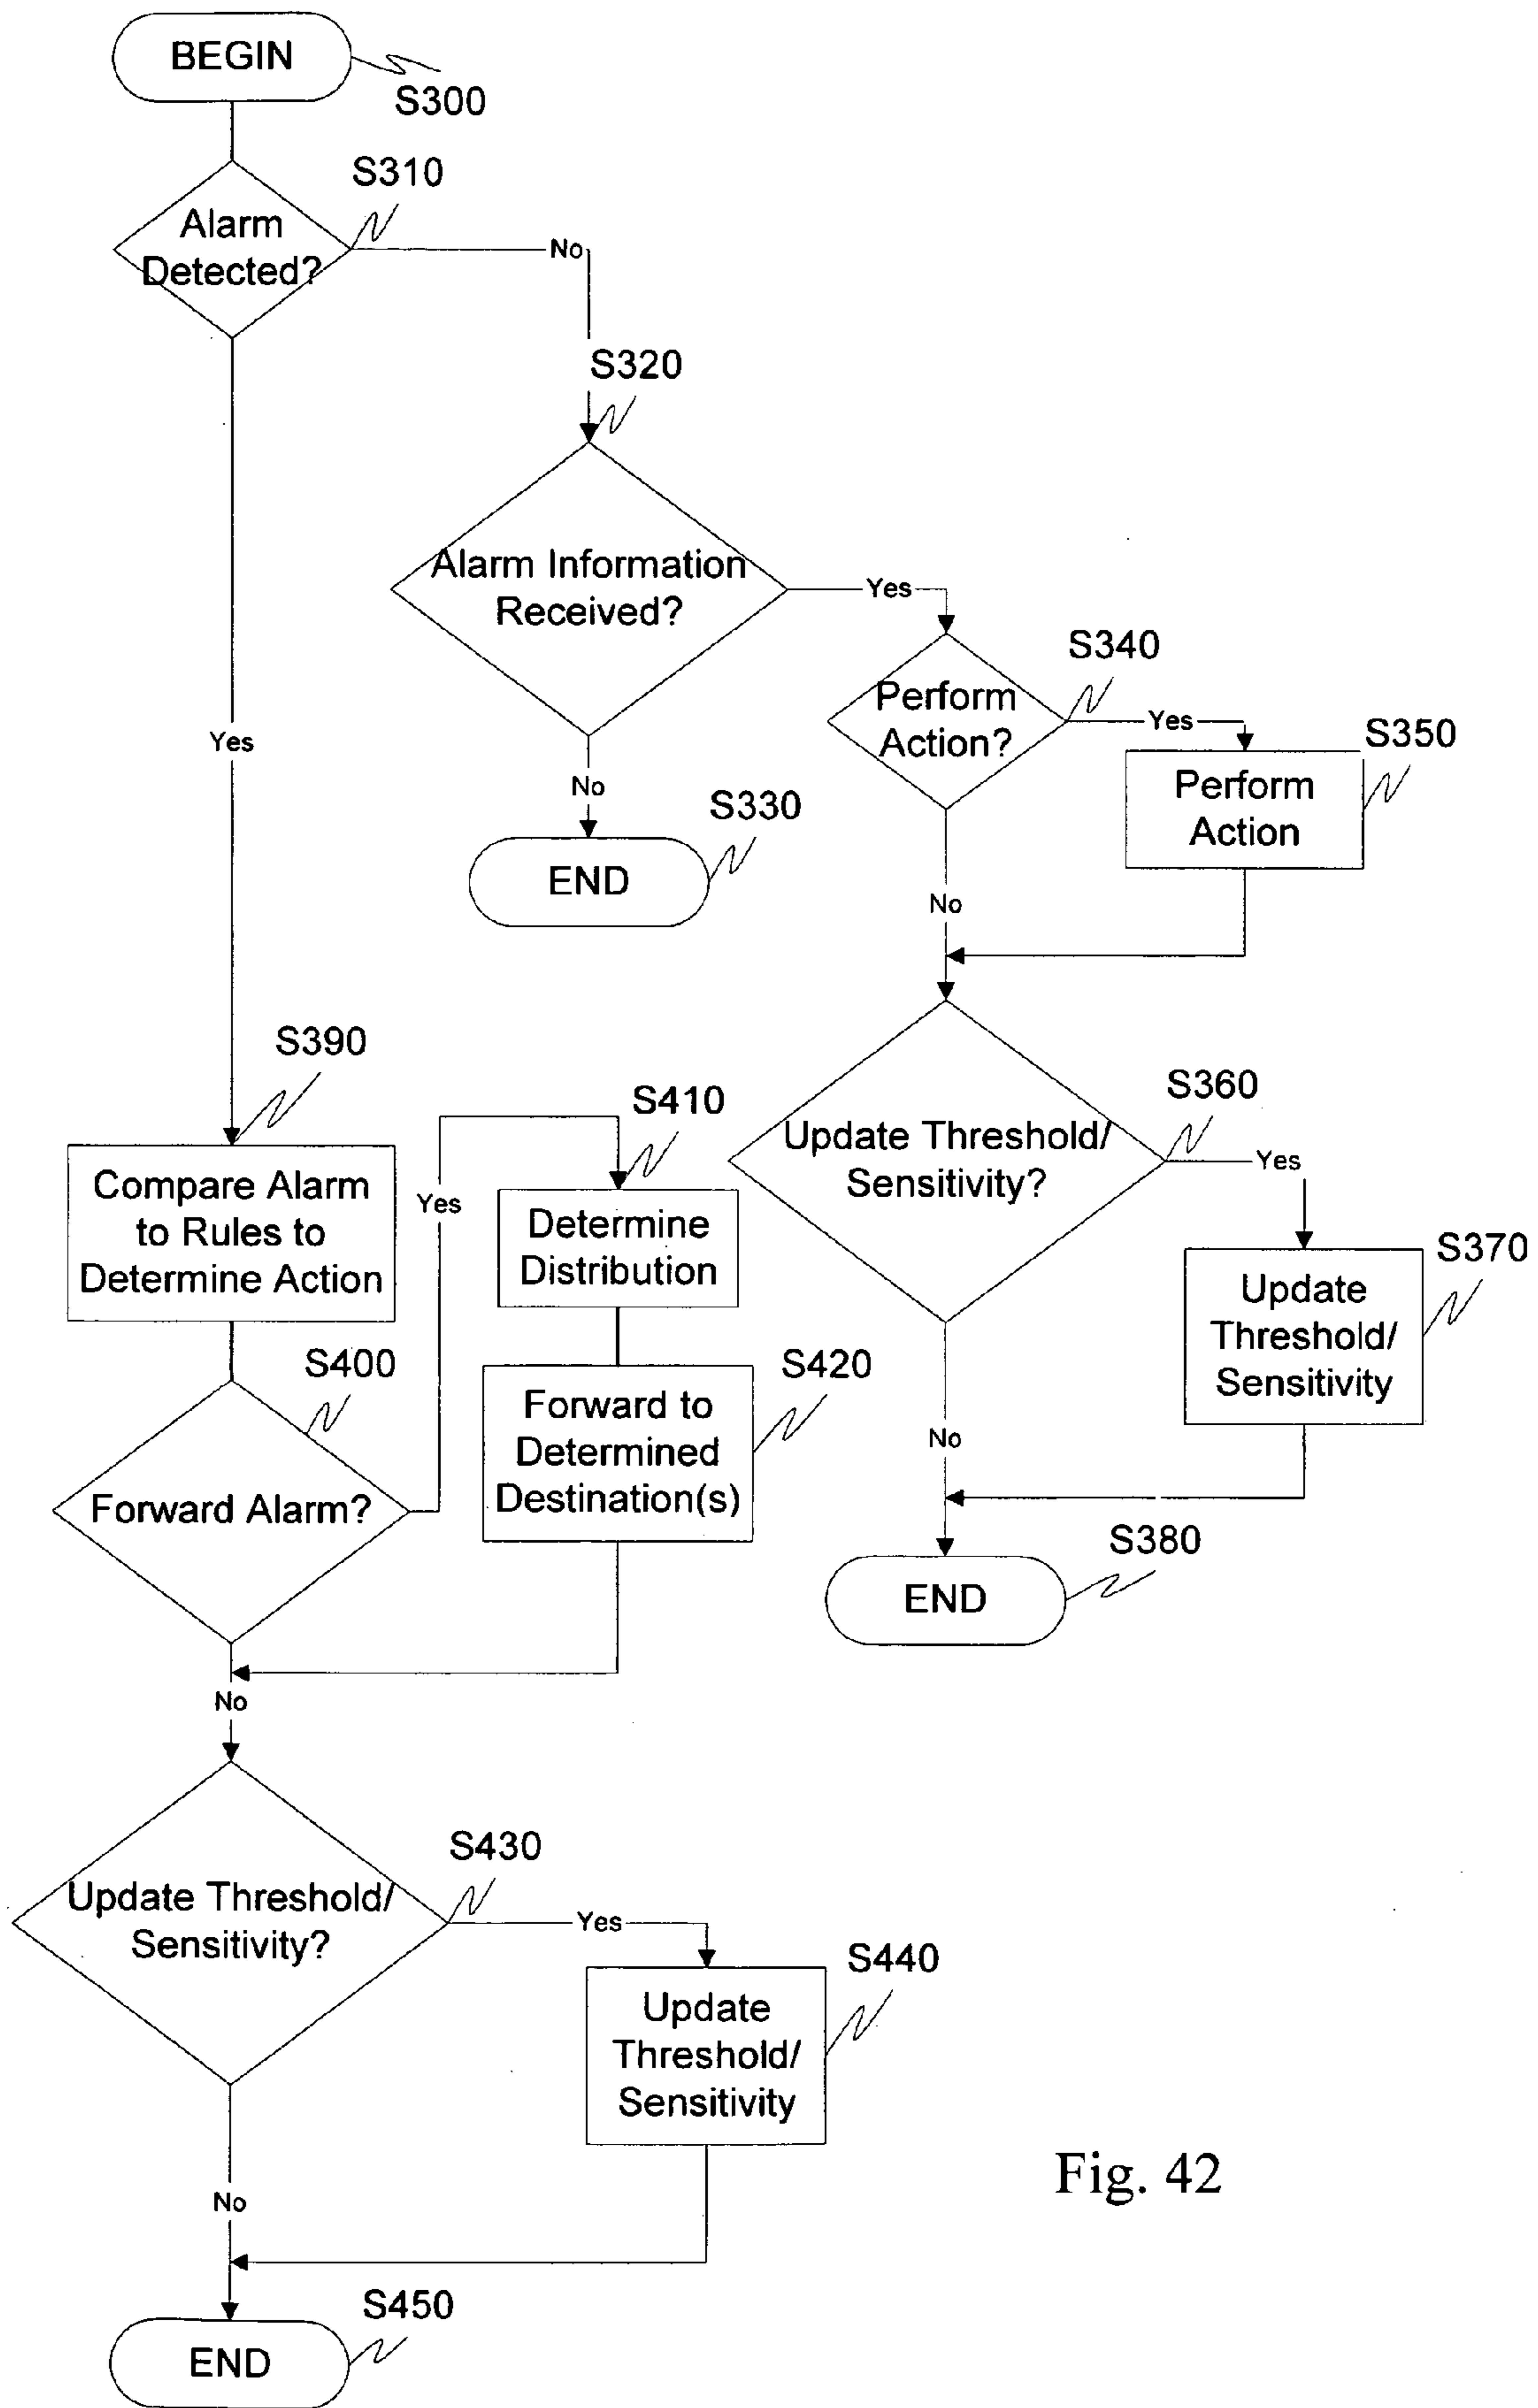 BEGIN
S300
S310
Alarm
Detected?
No
S320
Alarm Information
Received?
Yes
S340
Perform
Action?
Yes
S350
Perform
Action
Yes
No
S330
END
No
S390
Compare Alarm
to Rules to
Determine Action
S410
Yes
Determine
Distribution
S360
Update Threshold/
Sensitivity?
Yes
S370
Update
Threshold/
Sensitivity
S400
Forward Alarm?
S420
Forward to
Determined
Destination(s)
No
S380
END
No
S430
Update Threshold/
Sensitivity?
Yes
S440
Update
Threshold/
Sensitivity
No
S450
END
Fig. 42